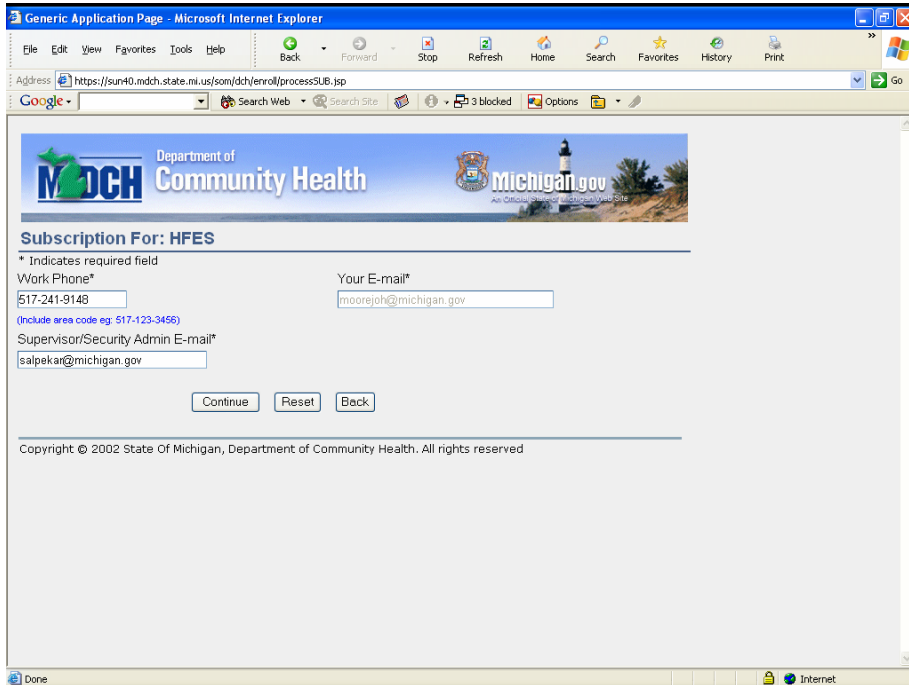 Generic Application Page - Microsoft Internet Explorer
File Edit View Favorites Tools Help Back Forward Stop Refresh Home Search Favorites History Print »
Address https://sun40.mdch.state.mi.us/som/dch/enroll/processSUB.jsp Go
Google Search Web Search Site 3 blocked Options
MDCH Department of Community Health Michigan.gov
An Official State of Michigan Web Site
Subscription For: HFES
* Indicates required field
Work Phone* Your E-mail*
517-241-9148 moorejoh@michigan.gov
(Include area code eg: 517-123-3456)
Supervisor/Security Admin E-mail*
salpekar@michigan.gov
Continue Reset Back
Copyright © 2002 State Of Michigan, Department of Community Health. All rights reserved
Done Internet